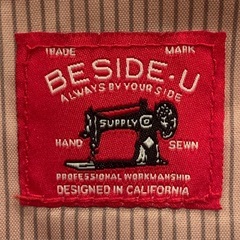 TRADE MARK
BESIDE-U
ALWAYS BY YOUR SIDE
SUPPLY CO
HAND SEWN
PROFESSIONAL WORKMANSHIP
DESIGNED IN CALIFORNIA